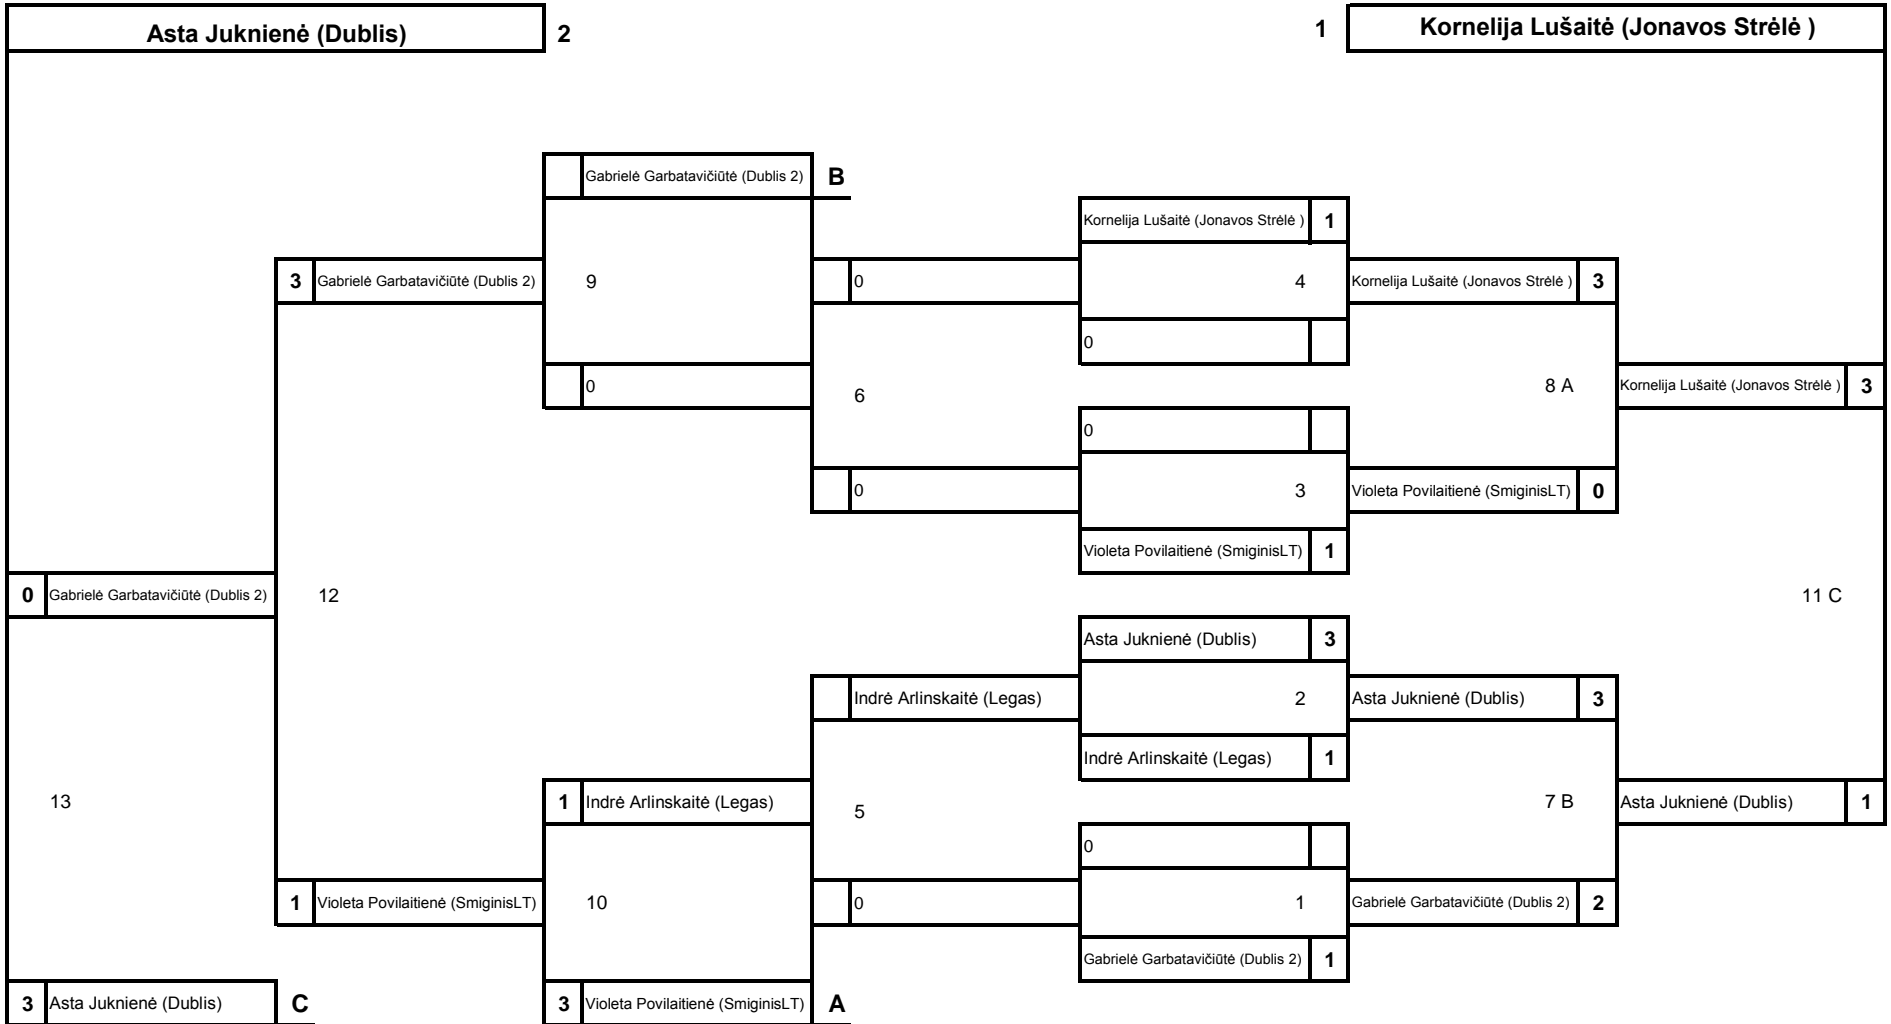 Asta Juknienė (Dublis) 2 1 Kornelija Lušaitė (Jonavos Strėlė )
Gabrielė Garbatavičiūtė (Dublis 2) B
Kornelija Lušaitė (Jonavos Strėlė ) 1
3 Gabrielė Garbatavičiūtė (Dublis 2) 9 0 4 Kornelija Lušaitė (Jonavos Strėlė ) 3
0
0 6 8 A Kornelija Lušaitė (Jonavos Strėlė ) 3
0
0 3 Violeta Povilaitienė (SmiginisLT) 0
Violeta Povilaitienė (SmiginisLT) 1
0 Gabrielė Garbatavičiūtė (Dublis 2) 12 11 C
Asta Juknienė (Dublis) 3
Indrė Arlinskaitė (Legas) 2 Asta Juknienė (Dublis) 3
Indrė Arlinskaitė (Legas) 1
13 1 Indrė Arlinskaitė (Legas) 5 7 B Asta Juknienė (Dublis) 1
0
1 Violeta Povilaitienė (SmiginisLT) 10 0 1 Gabrielė Garbatavičiūtė (Dublis 2) 2
Gabrielė Garbatavičiūtė (Dublis 2) 1
3 Asta Juknienė (Dublis) C 3 Violeta Povilaitienė (SmiginisLT) A